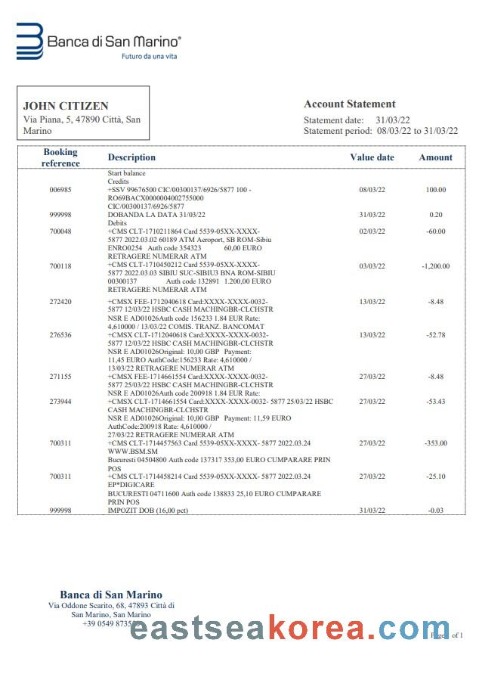 Banca di San Marino®
Futuro da una vita
JOHN CITIZEN
Via Piana, 5, 47890 Città, San
Marino
Account Statement
Statement date: 31/03/22
Statement period: 08/03/22 to 31/03/22
Booking reference Description Value date Amount
Start balance
Credits
006985 +SSV 99676500 CIC/00300137/6926/5877 100 - 08/03/22 100.00
RO69BACX0000004002755000
CIC/00300137/6926/5877
999998 DOBANDA LA DATA 31/03/22 31/03/22 0.20
Debits
700048 +CMS CLT-1710211864 Card 5539-05XX-XXXX- 02/03/22 -60.00
5877 2022.03.02 60189 ATM Aeroport, SB ROM-Sibiu
ENRO0254 Auth code 354323 60,00 EURO
RETRAGERE NUMERAR ATM
700118 +CMS CLT-1710450212 Card 5539-05XX-XXXX- 03/03/22 -1,200.00
5877 2022.03.03 SIBIU SUC-SIBIU3 BNA ROM-SIBIU
00300137 Auth code 132891 1.200,00 EURO
RETRAGERE NUMERAR ATM
272420 +CMSX FEE-1712040618 Card:XXXX-XXXX-0032- 13/03/22 -8.48
5877 12/03/22 HSBC CASH MACHINGBR-CLCHSTR
NSR E AD01026Auth code 156233 1.84 EUR Rate:
4,610000 / 13/03/22 COMIS. TRANZ. BANCOMAT
276536 +CMSX CLT-1712040618 Card:XXXX-XXXX-0032- 13/03/22 -52.78
5877 12/03/22 HSBC CASH MACHINGBR-CLCHSTR
NSR E AD01026Original: 10,00 GBP Payment:
11,45 EURO AuthCode:156233 Rate: 4,610000 /
13/03/22 RETRAGERE NUMERAR ATM
271155 +CMSX FEE-1714661554 Card:XXXX-XXXX-0032- 27/03/22 -8.48
5877 25/03/22 HSBC CASH MACHINGBR-CLCHSTR
NSR E AD01026Auth code 200918 1.84 EUR Rate:
273944 +CMSX CLT-1714661554 Card:XXXX-XXXX-0032- 5877 25/03/22 HSBC 27/03/22 -53.43
CASH MACHINGBR-CLCHSTR
NSR E AD01026Original: 10,00 GBP Payment: 11,59 EURO
AuthCode:200918 Rate: 4,610000 /
27/03/22 RETRAGERE NUMERAR ATM
700311 +CMS CLT-1714457563 Card 5539-05XX-XXXX- 5877 2022.03.24 27/03/22 -353.00
WWW.BSM.SM
Bucuresti 04504800 Auth code 137317 353,00 EURO CUMPARARE PRIN
POS
700311 +CMS CLT-1714458214 Card 5539-05XX-XXXX- 5877 2022.03.24 27/03/22 -25.10
EP*DIGICARE
BUCURESTI 04711600 Auth code 138833 25,10 EURO CUMPARARE
PRIN POS
999998 IMPOZIT DOB (16,00 pct) 31/03/22 -0.03
Banca di San Marino
Via Oddone Scarito, 68, 47893 Città di
San Marino, San Marino
+39 0549 8735
eastseakorea.com
of 1